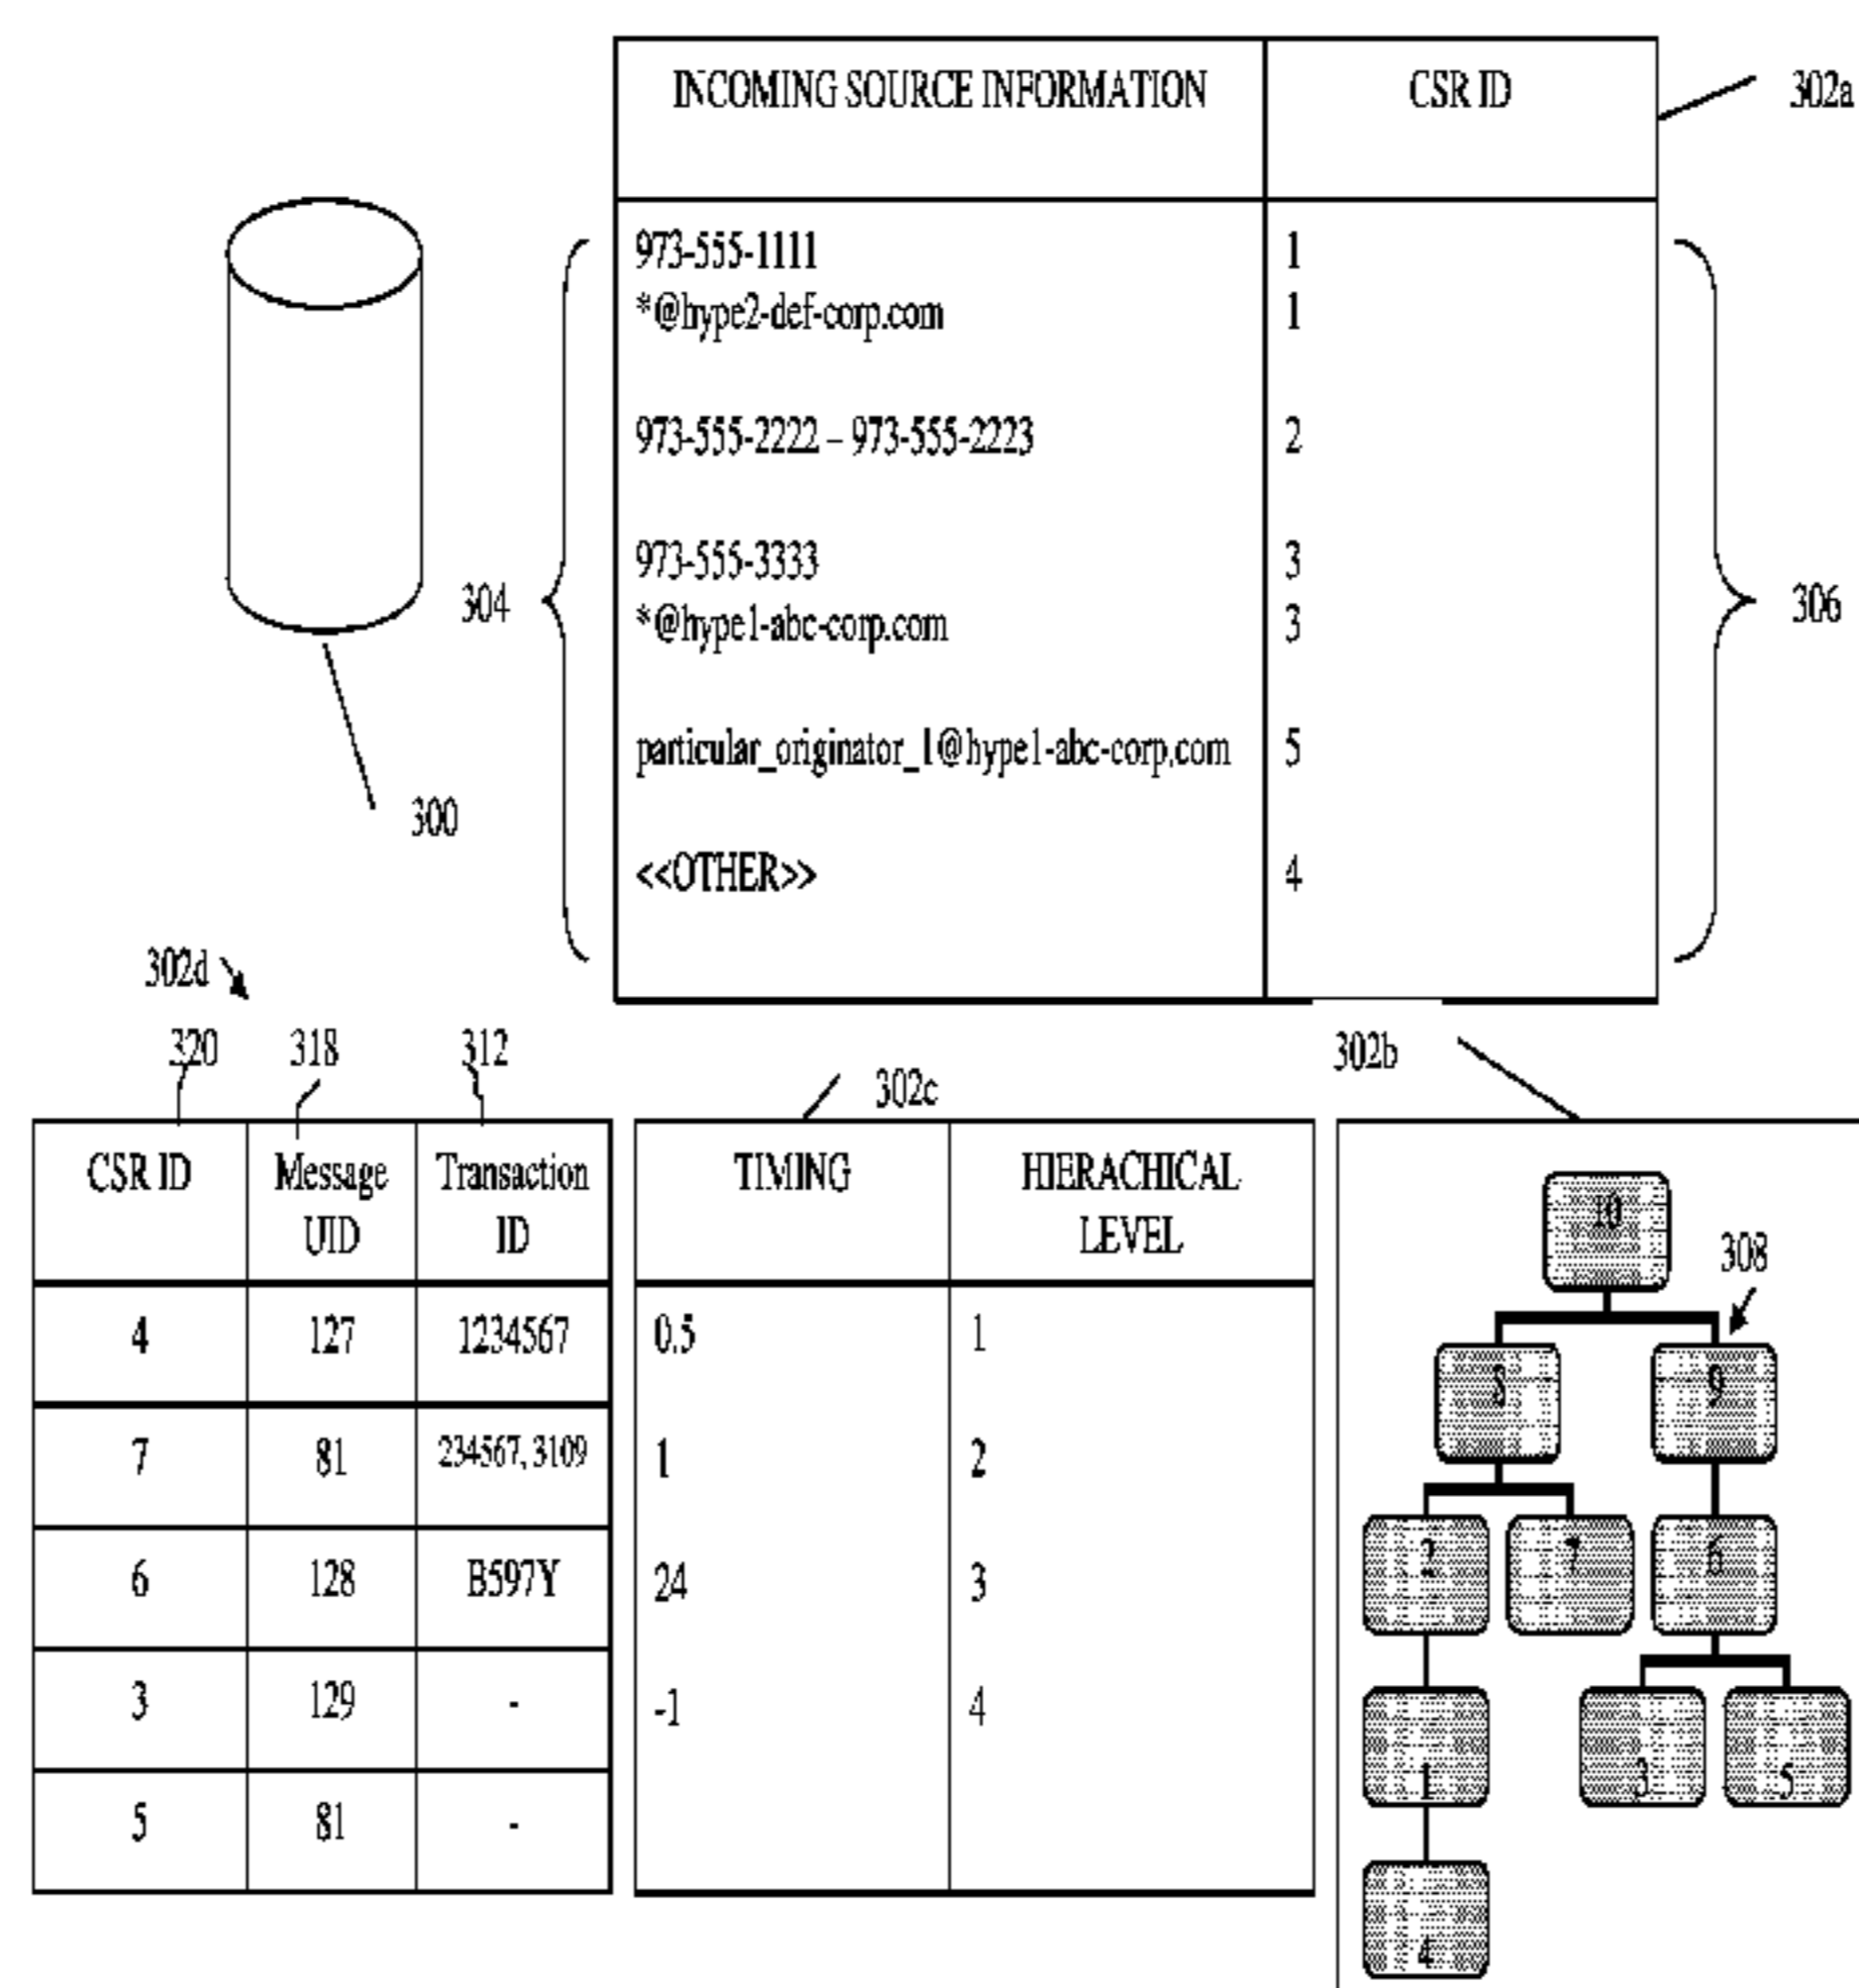 INCOMING SOURCE INFORMATION
CSR ID
302a
973-555-1111
1
*@hype2-def-corp.com
1
973-555-2222 – 973-555-2223
2
973-555-3333
3
304
*@hype1-abc-corp.com
3
306
particular_originator_1@hype1-abc-corp.com
5
300
<<OTHER>>
4
302d
320
318
312
302c
302b
CSR ID
Message
UID
Transaction
ID
4
127
1234567
7
81
234567, 3109
6
128
B597Y
3
129
-
5
81
-
TIMING
HIERACHICAL
LEVEL
0.5
1
1
2
24
3
-1
4
10
308
8
9
2
7
6
1
3
5
4